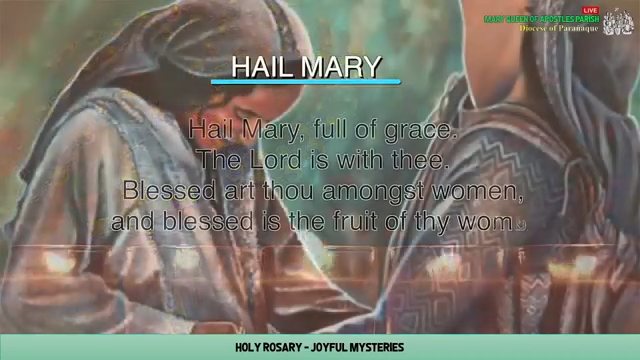 LIVE
MARY QUEEN OF APOSTLES PARISH
Diocese of Parañaque
HAIL MARY
Hail Mary, full of grace.
The Lord is with thee.
Blessed art thou amongst women,
and blessed is the fruit of thy wom
HOLY ROSARY - JOYFUL MYSTERIES